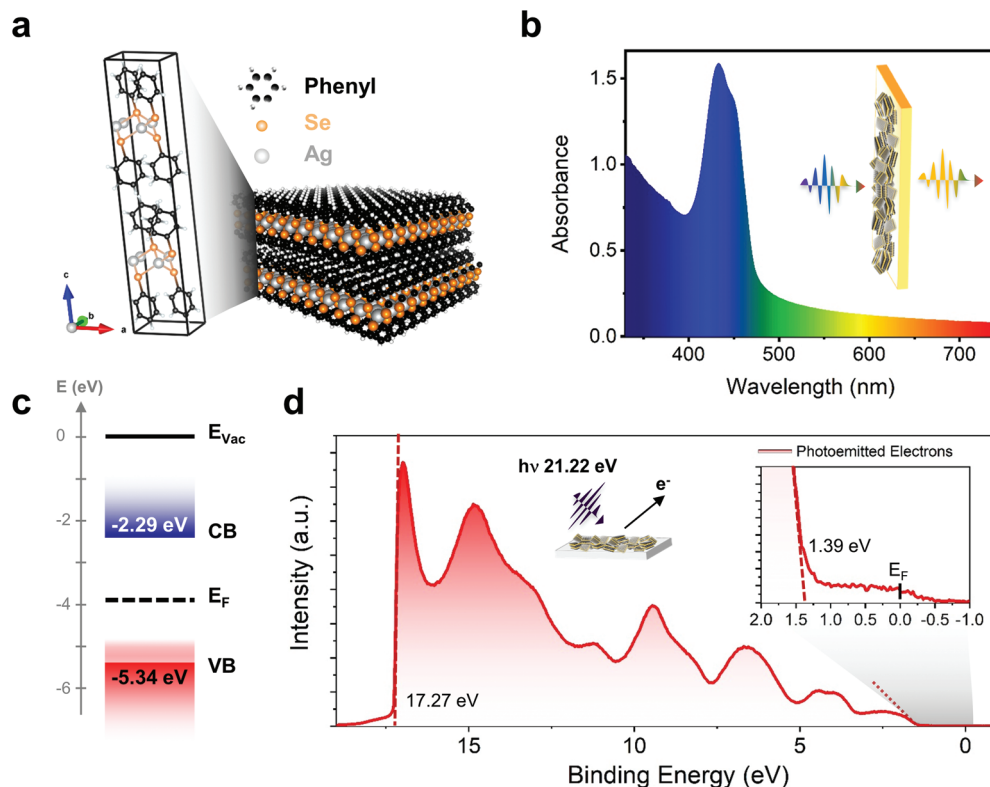 a
Phenyl
Se
Ag
c
b
a
b
Absorbance
1.5
1.0
0.5
0.0
400
500
600
700
Wavelength (nm)
c
E (eV)
0
-2
-4
-6
E_Vac
-2.29 eV
CB
E_F
VB
-5.34 eV
d
Intensity (a.u.)
hν 21.22 eV
e-
17.27 eV
Photoemitted Electrons
1.39 eV
E_F
2.0
1.5
1.0
0.5
0.0
-0.5
-1.0
15
10
5
0
Binding Energy (eV)